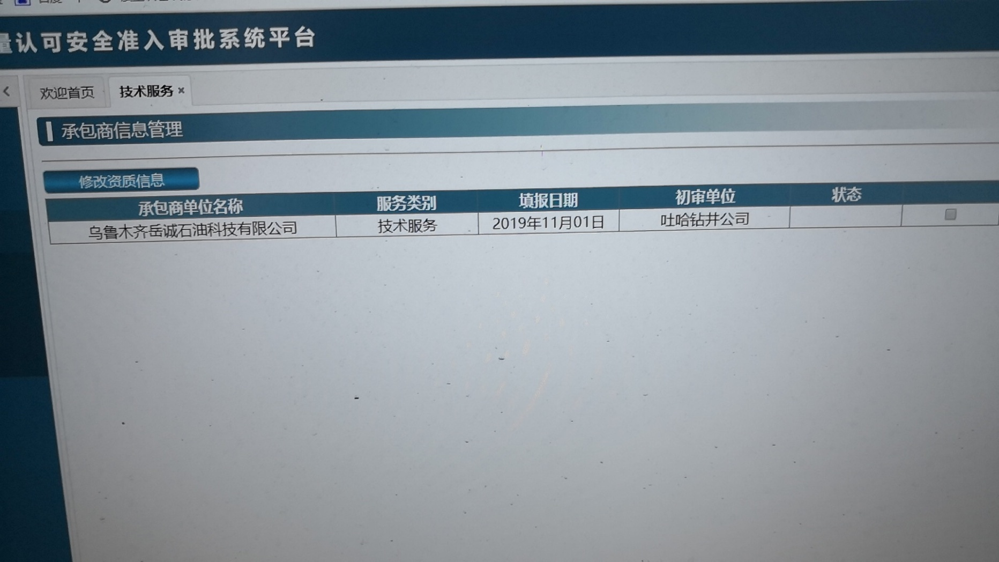 认可安全准入审批系统平台
欢迎首页 技术服务 ×
承包商信息管理
修改资质信息
承包商单位名称 服务类别 填报日期 初审单位 状态
乌鲁木齐岳诚石油科技有限公司 技术服务 2019年11月01日 吐哈钻井公司